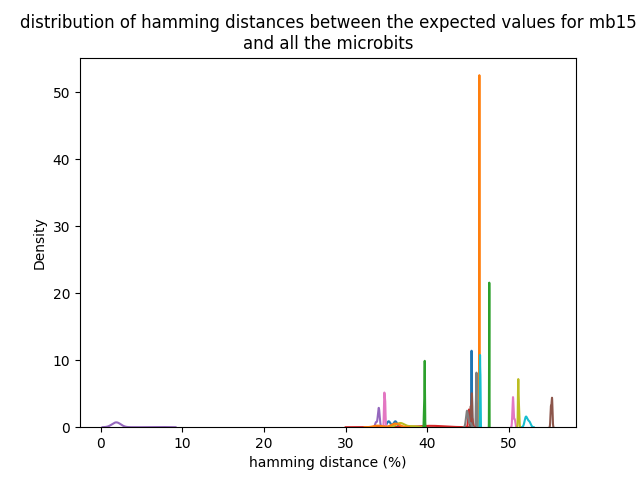 distribution of hamming distances between the expected values for mb15
and all the microbits
Density
50
40
30
20
10
0
0 10 20 30 40 50
hamming distance (%)